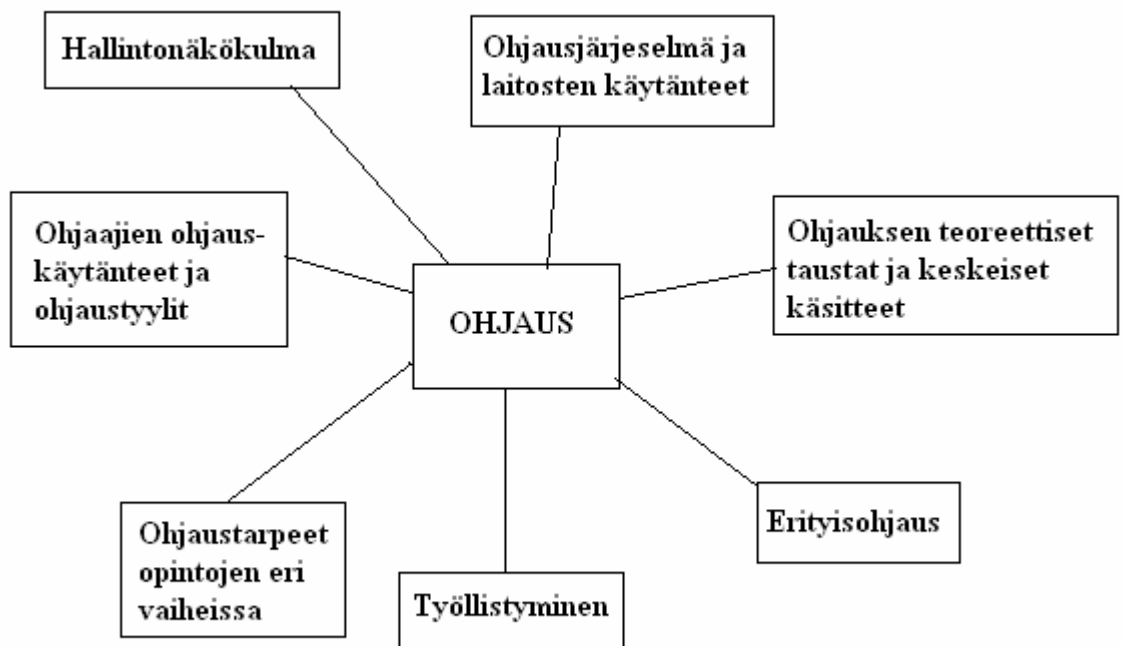 Hallintonäkökulma
Ohjausjärjeselmä ja
laitosten käytänteet
Ohjaajien ohjaus-
käytänteet ja
ohjaustyylit
Ohjauksen teoreettiset
taustat ja keskeiset
käsitteet
OHJAUS
Ohjaustarpeet
opintojen eri
vaiheissa
Työllistyminen
Erityisohjaus